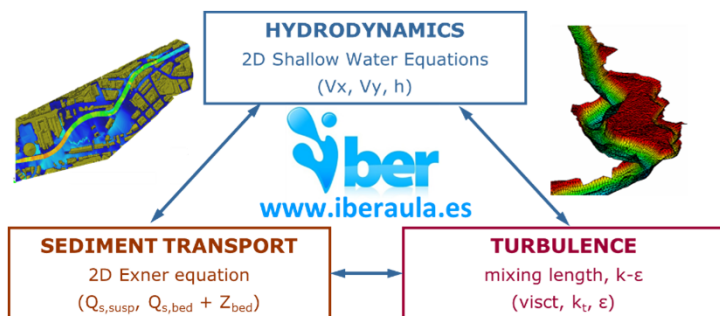 HYDRODYNAMICS
2D Shallow Water Equations
(Vx, Vy, h)
iber
www.iberaula.es
SEDIMENT TRANSPORT
2D Exner equation
(Qs,susp, Qs,bed + Zbed)
TURBULENCE
mixing length, k-ε
(visct, kt, ε)